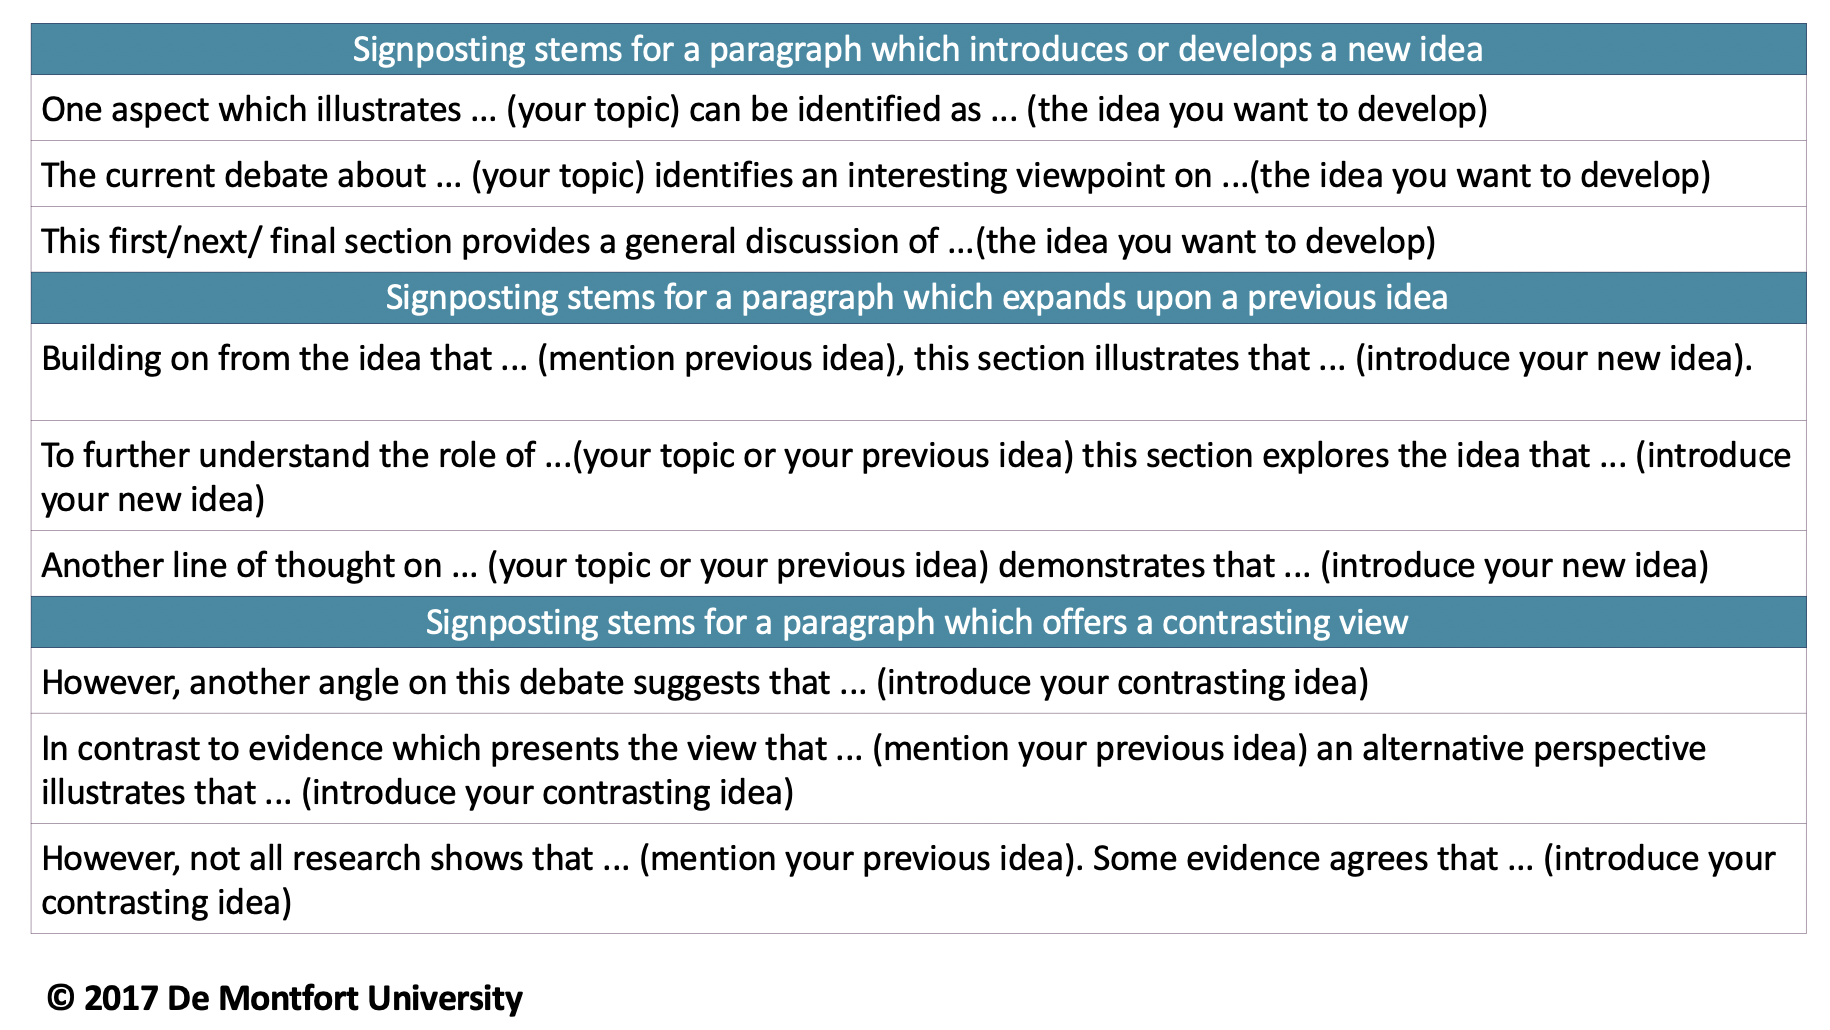 Signposting stems for a paragraph which introduces or develops a new idea
One aspect which illustrates ... (your topic) can be identified as ... (the idea you want to develop)
The current debate about ... (your topic) identifies an interesting viewpoint on ...(the idea you want to develop)
This first/next/ final section provides a general discussion of ...(the idea you want to develop)
Signposting stems for a paragraph which expands upon a previous idea
Building on from the idea that ... (mention previous idea), this section illustrates that ... (introduce your new idea).
To further understand the role of ...(your topic or your previous idea) this section explores the idea that ... (introduce
your new idea)
Another line of thought on ... (your topic or your previous idea) demonstrates that ... (introduce your new idea)
Signposting stems for a paragraph which offers a contrasting view
However, another angle on this debate suggests that ... (introduce your contrasting idea)
In contrast to evidence which presents the view that ... (mention your previous idea) an alternative perspective
illustrates that ... (introduce your contrasting idea)
However, not all research shows that ... (mention your previous idea). Some evidence agrees that ... (introduce your
contrasting idea)
© 2017 De Montfort University